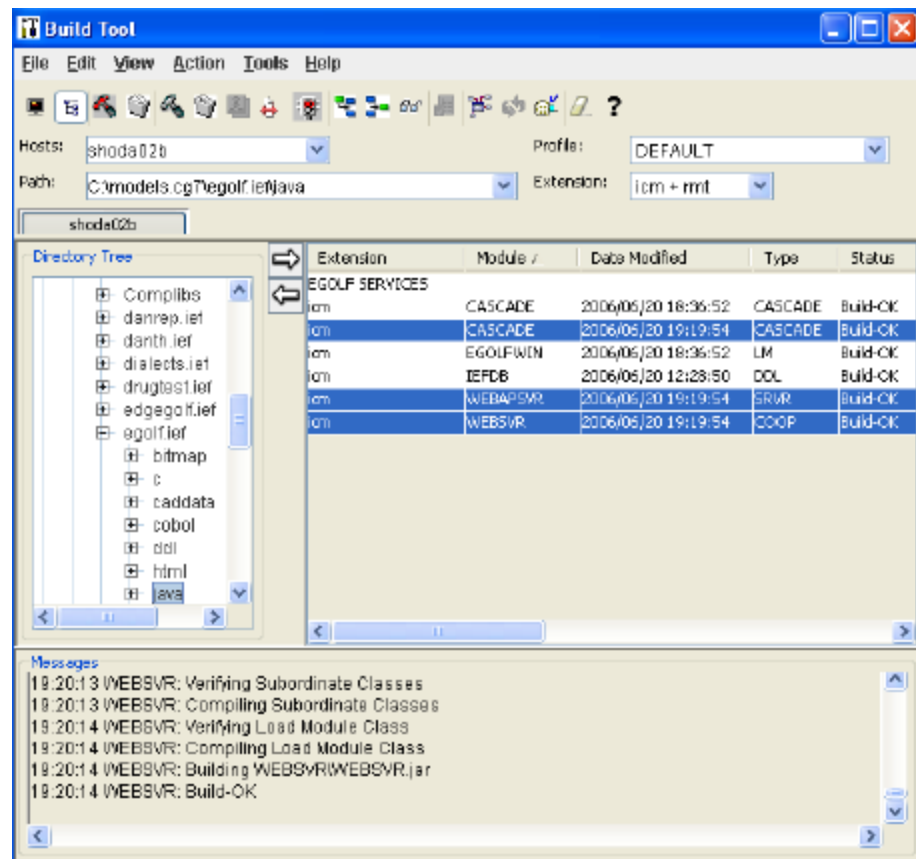 Build Tool
File Edit View Action Tools Help
Hosts: shoda02b Profile: DEFAULT
Path: C:\models.cg7\egolf.ief\java Extension: icm + rmt
shoda02b
Directory Tree
Complibs
danrep.ief
danth.ief
dialects.ief
drugtest.ief
edgegolf.ief
egolf.ief
bitmap
c
caddata
cobol
ddl
html
java
Extension Module / Date Modified Type Status
EGOLF SERVICES
icm CASCADE 2006/06/20 18:36:52 CASCADE Build-OK
icm CASCADE 2006/06/20 19:19:54 CASCADE Build-OK
icm EGOLFWIN 2006/06/20 18:36:52 LM Build-OK
icm IEFDB 2006/06/20 12:28:50 DDL Build-OK
icm WEBAPSVR 2006/06/20 19:19:54 SRVR Build-OK
icm WEBSVR 2006/06/20 19:19:54 COOP Build-OK
Messages
19:20:13 WEBSVR: Verifying Subordinate Classes
19:20:13 WEBSVR: Compiling Subordinate Classes
19:20:14 WEBSVR: Verifying Load Module Class
19:20:14 WEBSVR: Compiling Load Module Class
19:20:14 WEBSVR: Building WEBSVR\WEBSVR.jar
19:20:14 WEBSVR: Build-OK